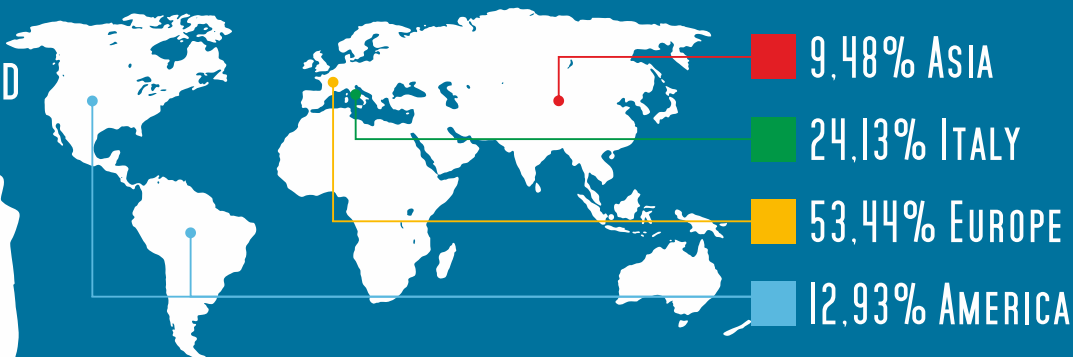 D
9,48% ASIA
24,13% ITALY
53,44% EUROPE
12,93% AMERICA